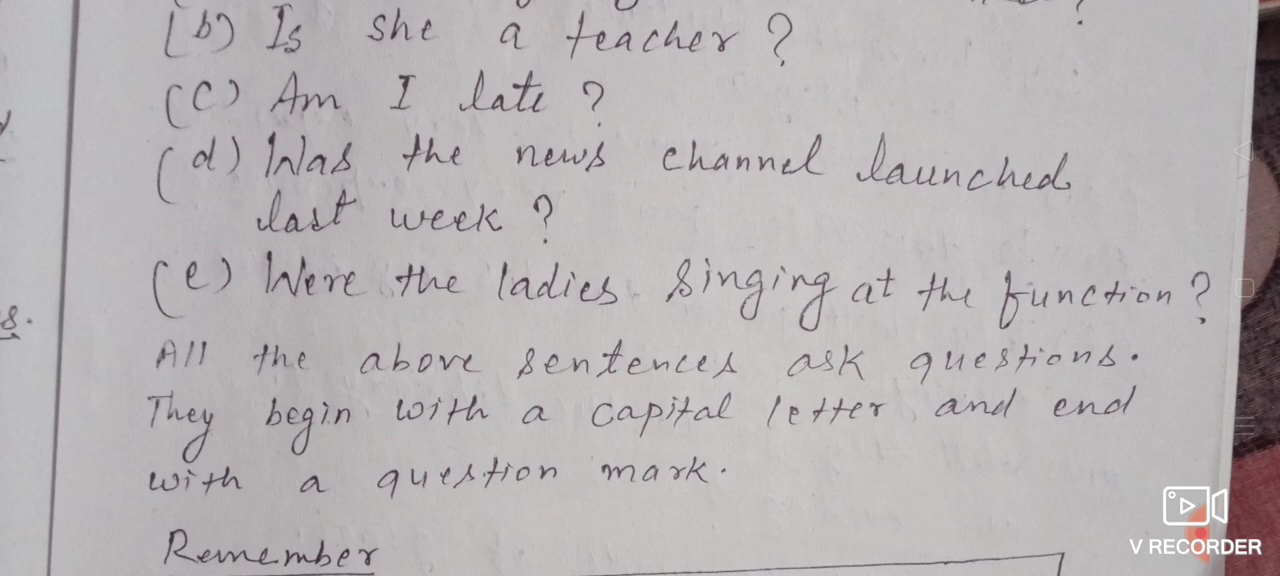 (b) Is she a teacher ?
(c) Am I late ?
(d) Was the news channel launched
last week ?
(e) Were the ladies singing at the function ?
8.
All the above sentences ask questions.
They begin with a capital letter and end
with a question mark.
Remember
V RECORDER